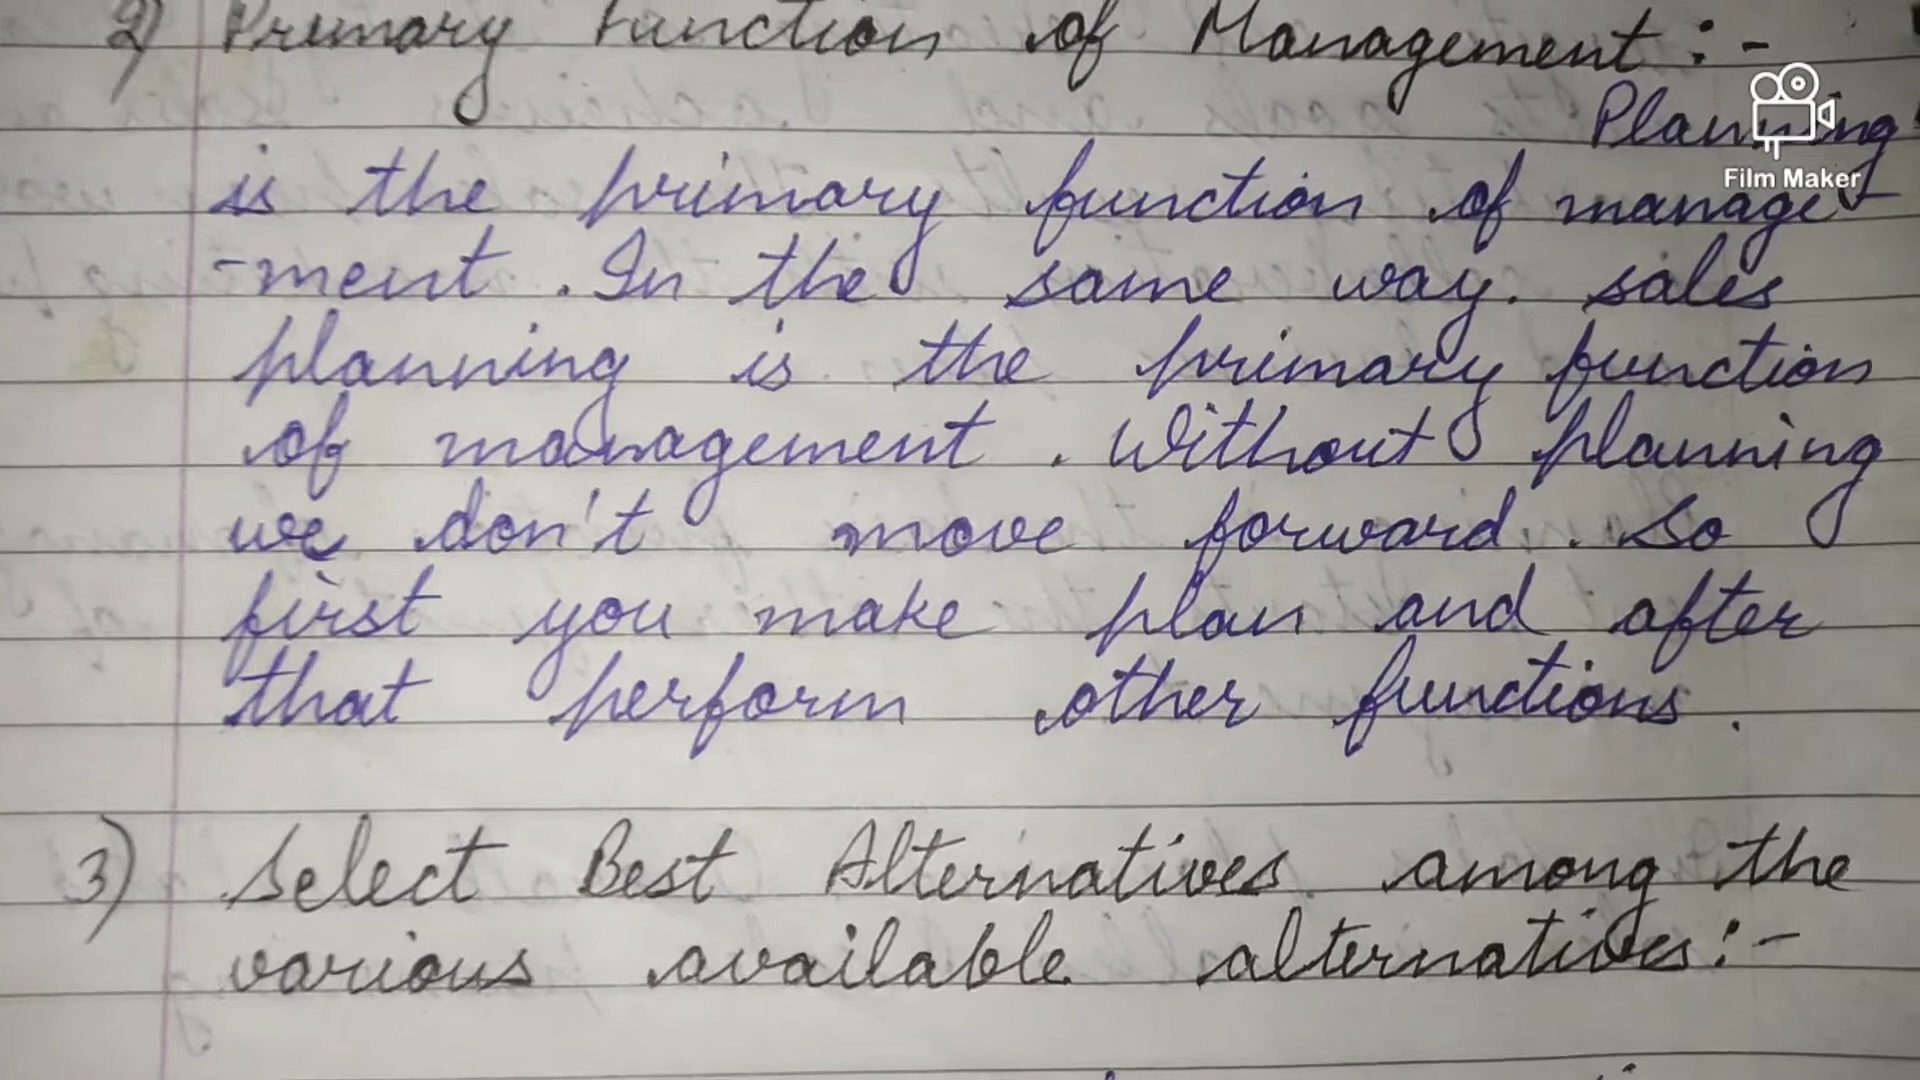 2) Primary Function of Management :-
Planning
is the primary function of manage-
-ment . In the same way. sales
planning is the primary function
of management . Without planning
we don't move forward . So
first you make plan and after
that perform other functions .
3) Select Best Alternatives among the
various available alternatives :-
Film Maker